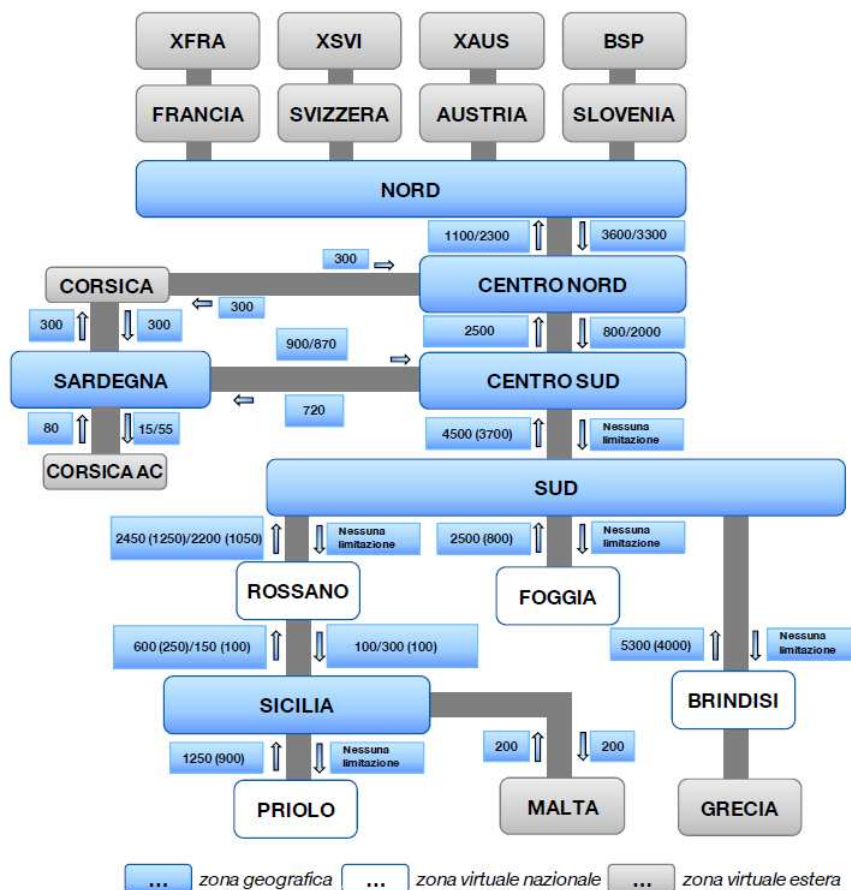 XFRA XSVI XAUS BSP
FRANCIA SVIZZERA AUSTRIA SLOVENIA
NORD
1100/2300 3600/3300
300
CORSICA CENTRO NORD
300
300 300 2500 800/2000
900/870
SARDEGNA CENTRO SUD
720
80 15/55 4500 (3700) Nessuna
limitazione
CORSICA AC
SUD
2450 (1250)/2200 (1050) Nessuna
limitazione 2500 (800) Nessuna
limitazione
ROSSANO FOGGIA
600 (250)/150 (100) 100/300 (100) 5300 (4000) Nessuna
limitazione
SICILIA BRINDISI
1250 (900) Nessuna
limitazione 200 200
PRIOLO MALTA GRECIA
... zona geografica ... zona virtuale nazionale ... zona virtuale estera